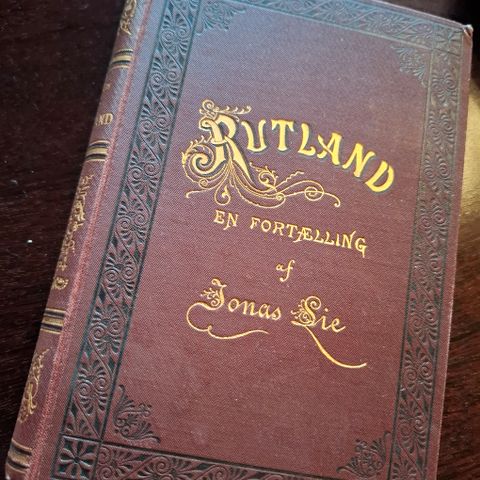 RUTLAND
EN FORTÆLLING
af
Jonas Lie